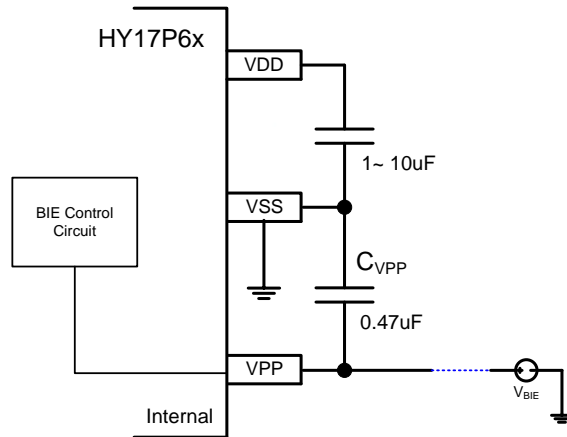 HY17P6x
VDD
1~ 10uF
BIE Control
Circuit
VSS
CVPP
0.47uF
VPP
VBIE
Internal